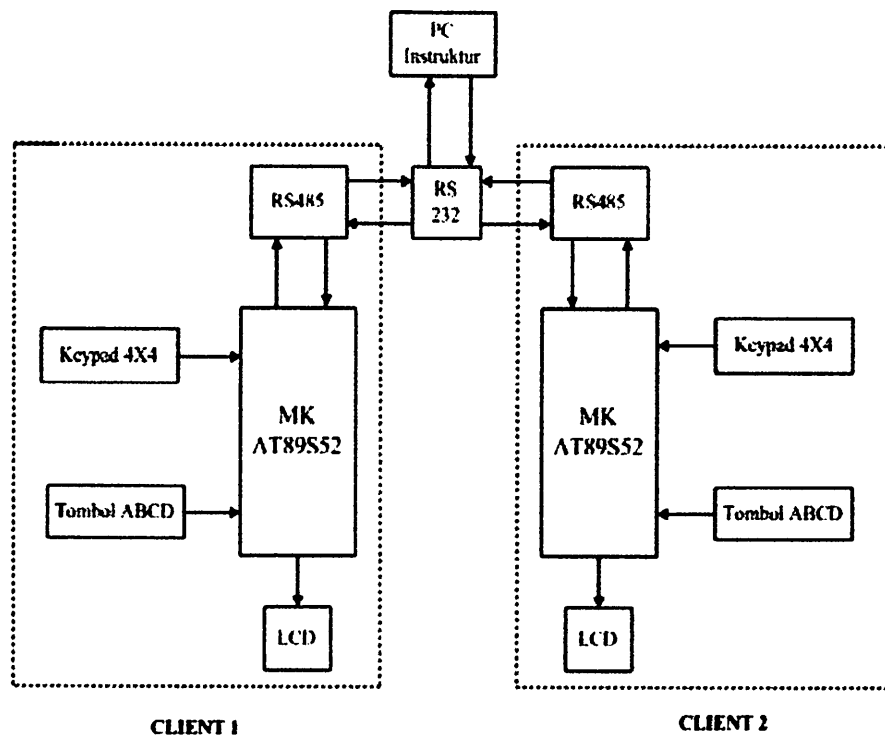 PC
Instruktur
RS485
RS
232
RS485
Keypad 4X4
MK
AT89S52
MK
AT89S52
Keypad 4X4
Tombol ABCD
Tombol ABCD
LCD
LCD
CLIENT 1
CLIENT 2